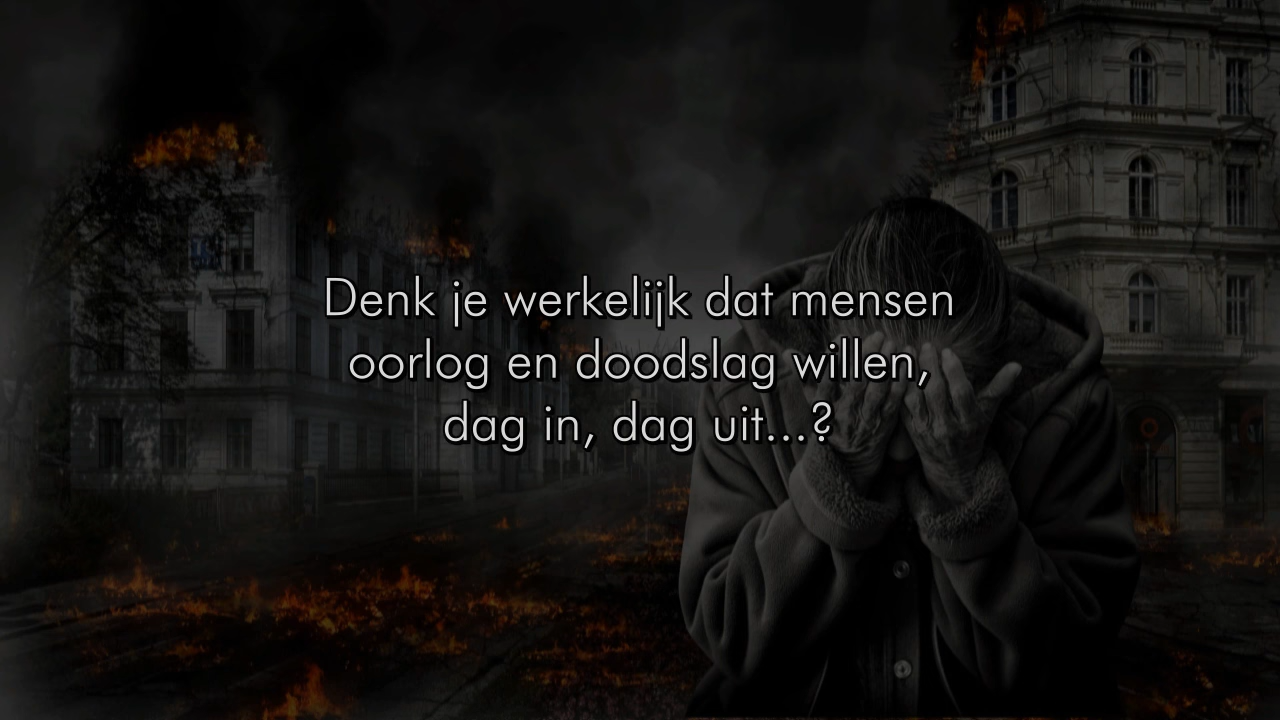 Denk je werkelijk dat mensen
oorlog en doodslag willen,
dag in, dag uit...?